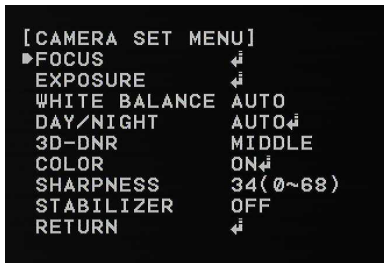 [CAMERA SET MENU]
FOCUS ↲
EXPOSURE ↲
WHITE BALANCE AUTO
DAY/NIGHT AUTO↲
3D-DNR MIDDLE
COLOR ON↲
SHARPNESS 34(0~68)
STABILIZER OFF
RETURN ↲